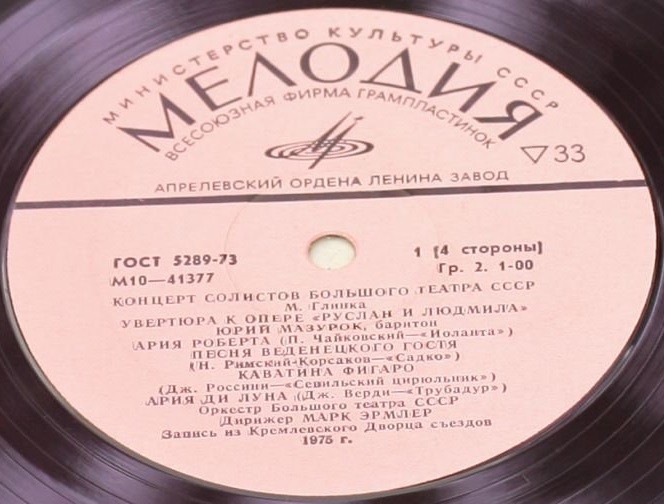 МИНИСТЕРСТВО КУЛЬТУРЫ СССР
МЕЛОДИЯ
ВСЕСОЮЗНАЯ ФИРМА ГРАМПЛАСТИНОК
33
АПРЕЛЕВСКИЙ ОРДЕНА ЛЕНИНА ЗАВОД
ГОСТ 5289-73
1 (4 стороны)
М10—41377
Гр. 2. 1-00
КОНЦЕРТ СОЛИСТОВ БОЛЬШОГО ТЕАТРА СССР
М. Глинка
УВЕРТЮРА К ОПЕРЕ «РУСЛАН И ЛЮДМИЛА»
ЮРИЙ МАЗУРОК, баритон
АРИЯ РОБЕРТА (П. Чайковский—«Иоланта»)
ПЕСНЯ ВЕДЕНЕЦКОГО ГОСТЯ
(Н. Римский-Корсаков—«Садко»)
КАВАТИНА ФИГАРО
(Дж. Россини—«Севильский цирюльник»)
АРИЯ ДИ ЛУНА (Дж. Верди—«Трубадур»)
Оркестр Большого театра СССР
Дирижер МАРК ЭРМЛЕР
Запись из Кремлевского Дворца съездов
1975 г.